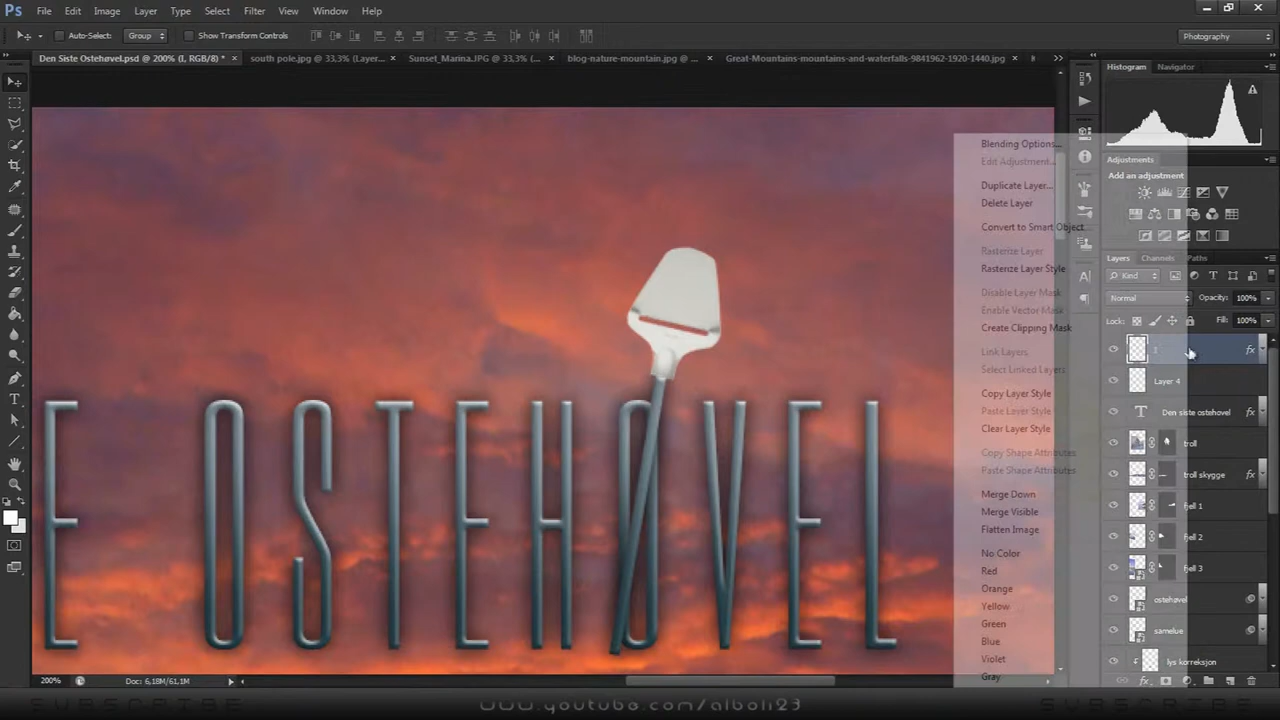 Ps File Edit Image Layer Type Select Filter View Window Help
Auto-Select: Group Show Transform Controls Photography
Den Siste Ostehøvel.psd @ 200% (I, RGB/8) * × south pole.jpg @ 33,3% (Layer... × Sunset_Marina.JPG @ 33,3% (... × blog-nature-mountain.jpg @ ... × Great-Mountains-mountains-and-waterfalls-9841962-1920-1440.jpg ×
Histogram Navigator
Adjustments
Add an adjustment
Layers Channels Paths
Kind
Normal Opacity: 100%
Lock: Fill: 100%
I fx
Layer 4
Den siste ostehovel fx
troll
troll skygge fx
fjell 1
fjell 2
fjell 3
ostehøvel
samelue
lys korreksjon
Blending Options...
Edit Adjustment...
Duplicate Layer...
Delete Layer
Convert to Smart Object...
Rasterize Layer
Rasterize Layer Style
Disable Layer Mask
Enable Vector Mask
Create Clipping Mask
Link Layers
Select Linked Layers
Copy Layer Style
Paste Layer Style
Clear Layer Style
Copy Shape Attributes
Paste Shape Attributes
Merge Down
Merge Visible
Flatten Image
No Color
Red
Orange
Yellow
Green
Blue
Violet
Gray
E OSTEHØVEL
200% Doc: 6,18M/61,1M
SUBSCRIBE www.youtube.com/alboh23 SUBSCRIBE